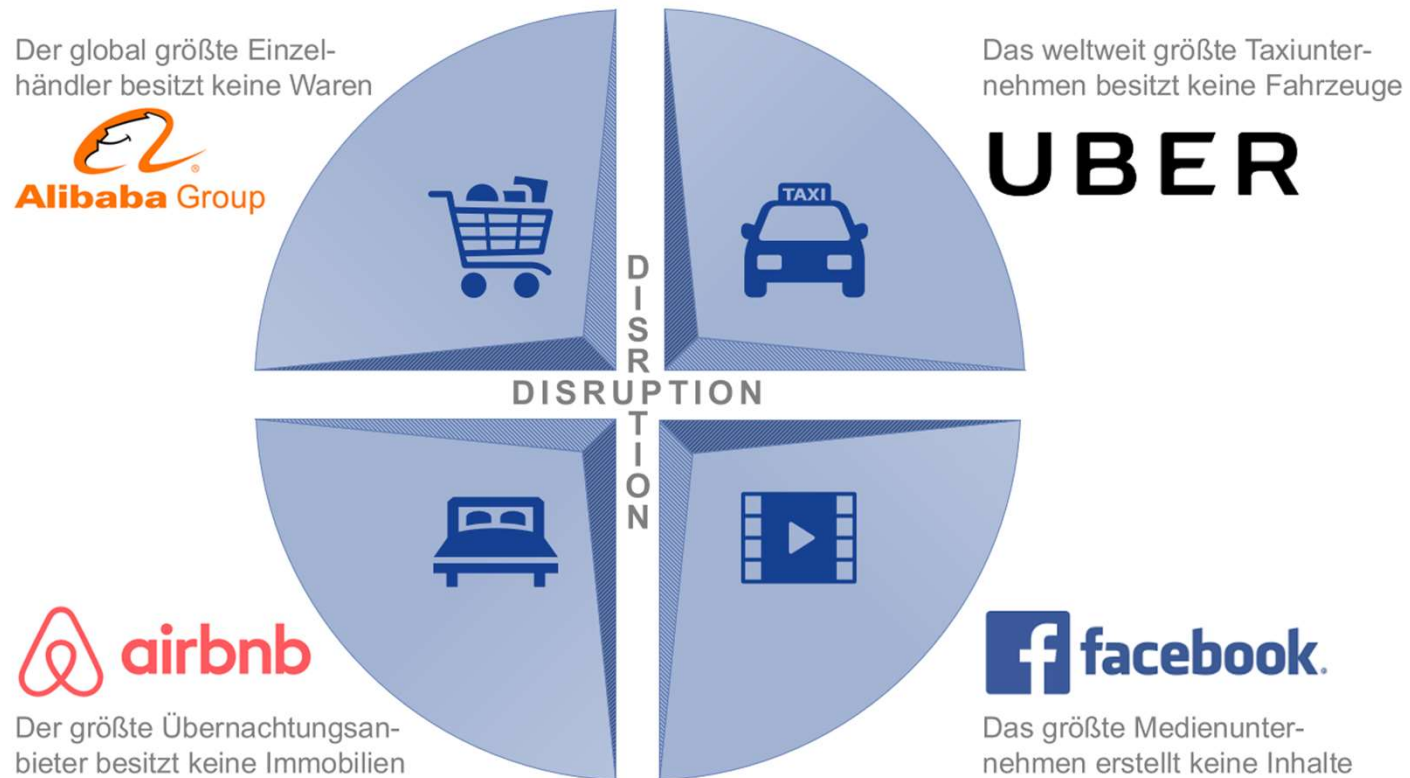 Der global größte Einzel-
händler besitzt keine Waren
Alibaba Group
Das weltweit größte Taxiunter-
nehmen besitzt keine Fahrzeuge
UBER
TAXI
DISRUPTION
DISRUPTION
airbnb
Der größte Übernachtungsan-
bieter besitzt keine Immobilien
facebook.
Das größte Medienunter-
nehmen erstellt keine Inhalte